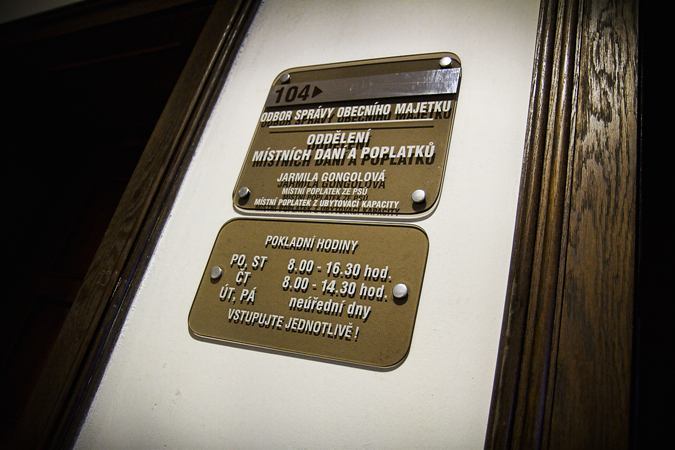 104▶
ODBOR SPRÁVY OBECNÍHO MAJETKU
ODDĚLENÍ
MÍSTNÍCH DANÍ A POPLATKŮ
JARMILA GONGOLOVÁ
MÍSTNÍ POPLATEK ZE PSŮ
MÍSTNÍ POPLATEK Z UBYTOVACÍ KAPACITY
POKLADNÍ HODINY
PO, ST 8.00 - 16.30 hod.
ČT 8.00 - 14.30 hod.
ÚT, PÁ neúřední dny
VSTUPUJTE JEDNOTLIVĚ !